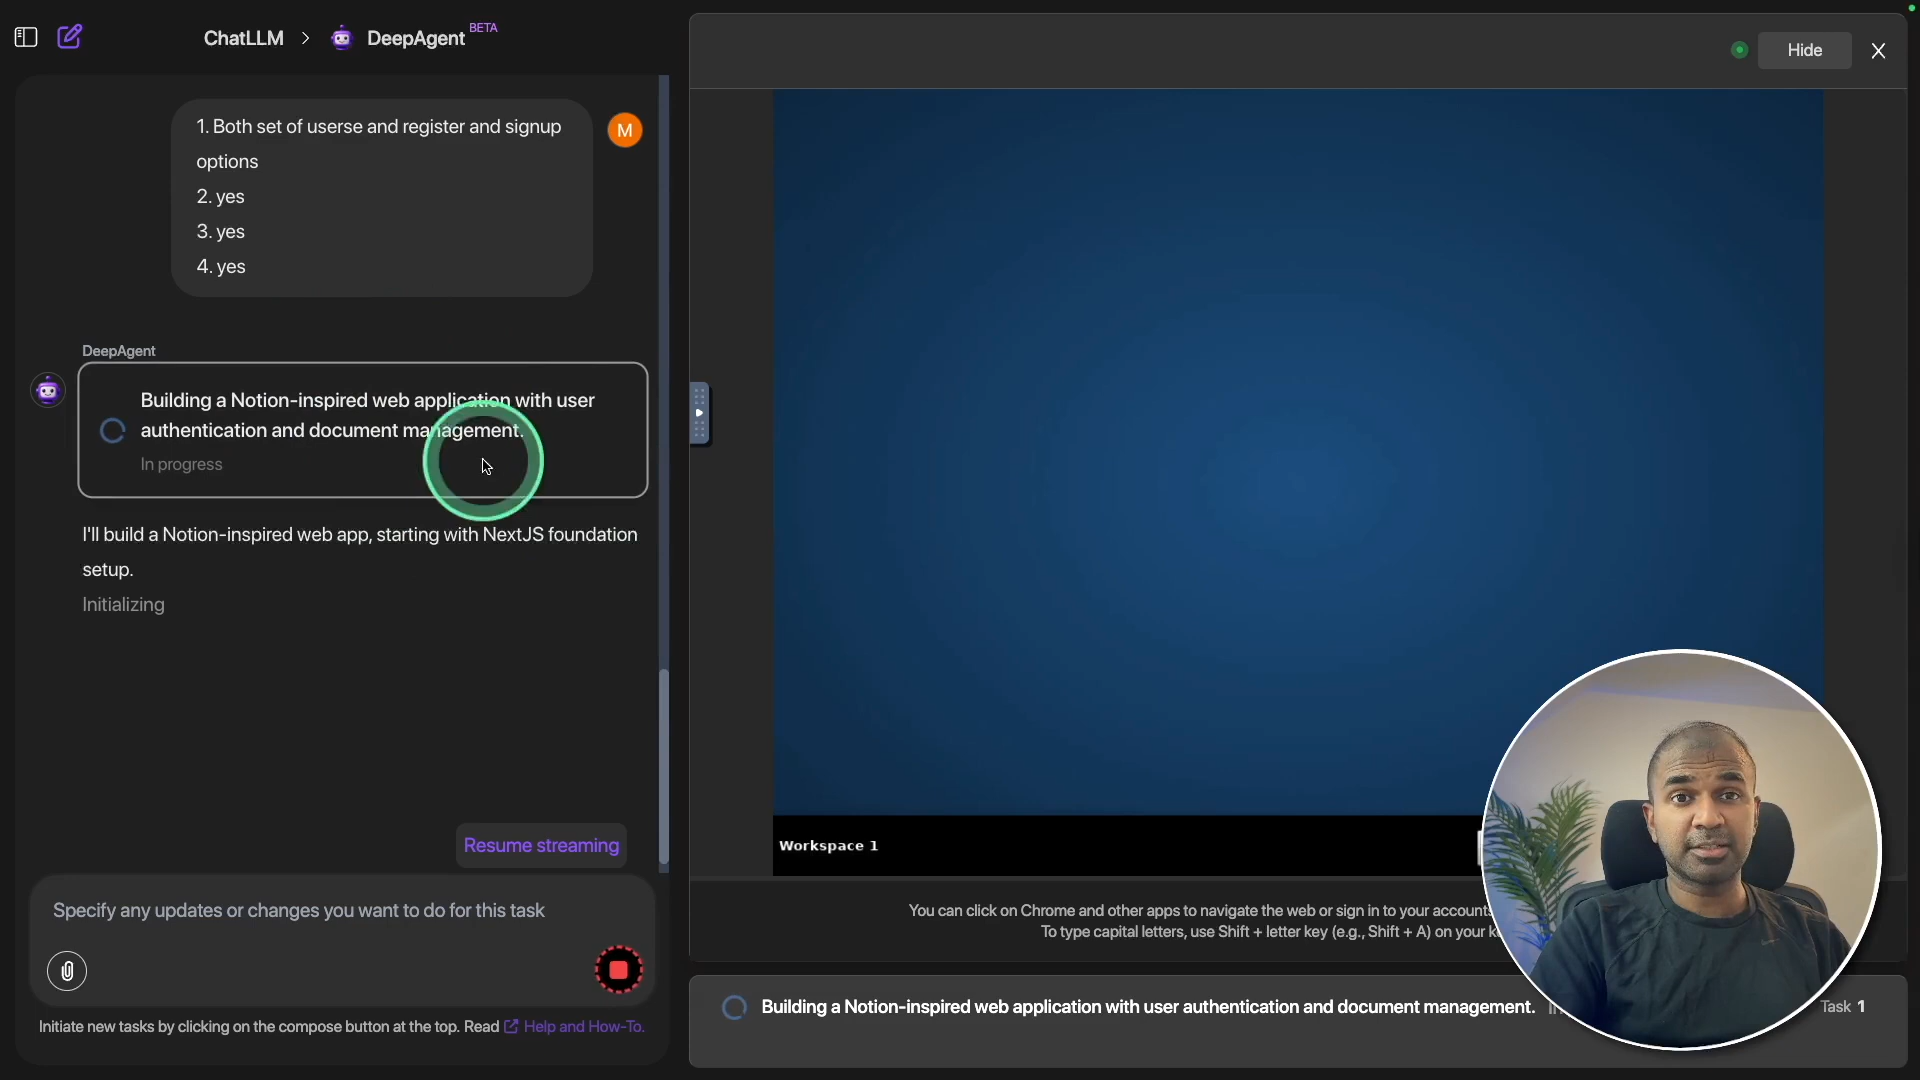 ChatLLM > DeepAgent BETA
Hide
M
1. Both set of userse and register and signup
options
2. yes
3. yes
4. yes
DeepAgent
Building a Notion-inspired web application with user
authentication and document management.
In progress
I'll build a Notion-inspired web app, starting with NextJS foundation
setup.
Initializing
Resume streaming
Specify any updates or changes you want to do for this task
Initiate new tasks by clicking on the compose button at the top. Read Help and How-To.
Workspace 1
You can click on Chrome and other apps to navigate the web or sign in to your accounts
To type capital letters, use Shift + letter key (e.g., Shift + A) on your
Building a Notion-inspired web application with user authentication and document management.
Task 1